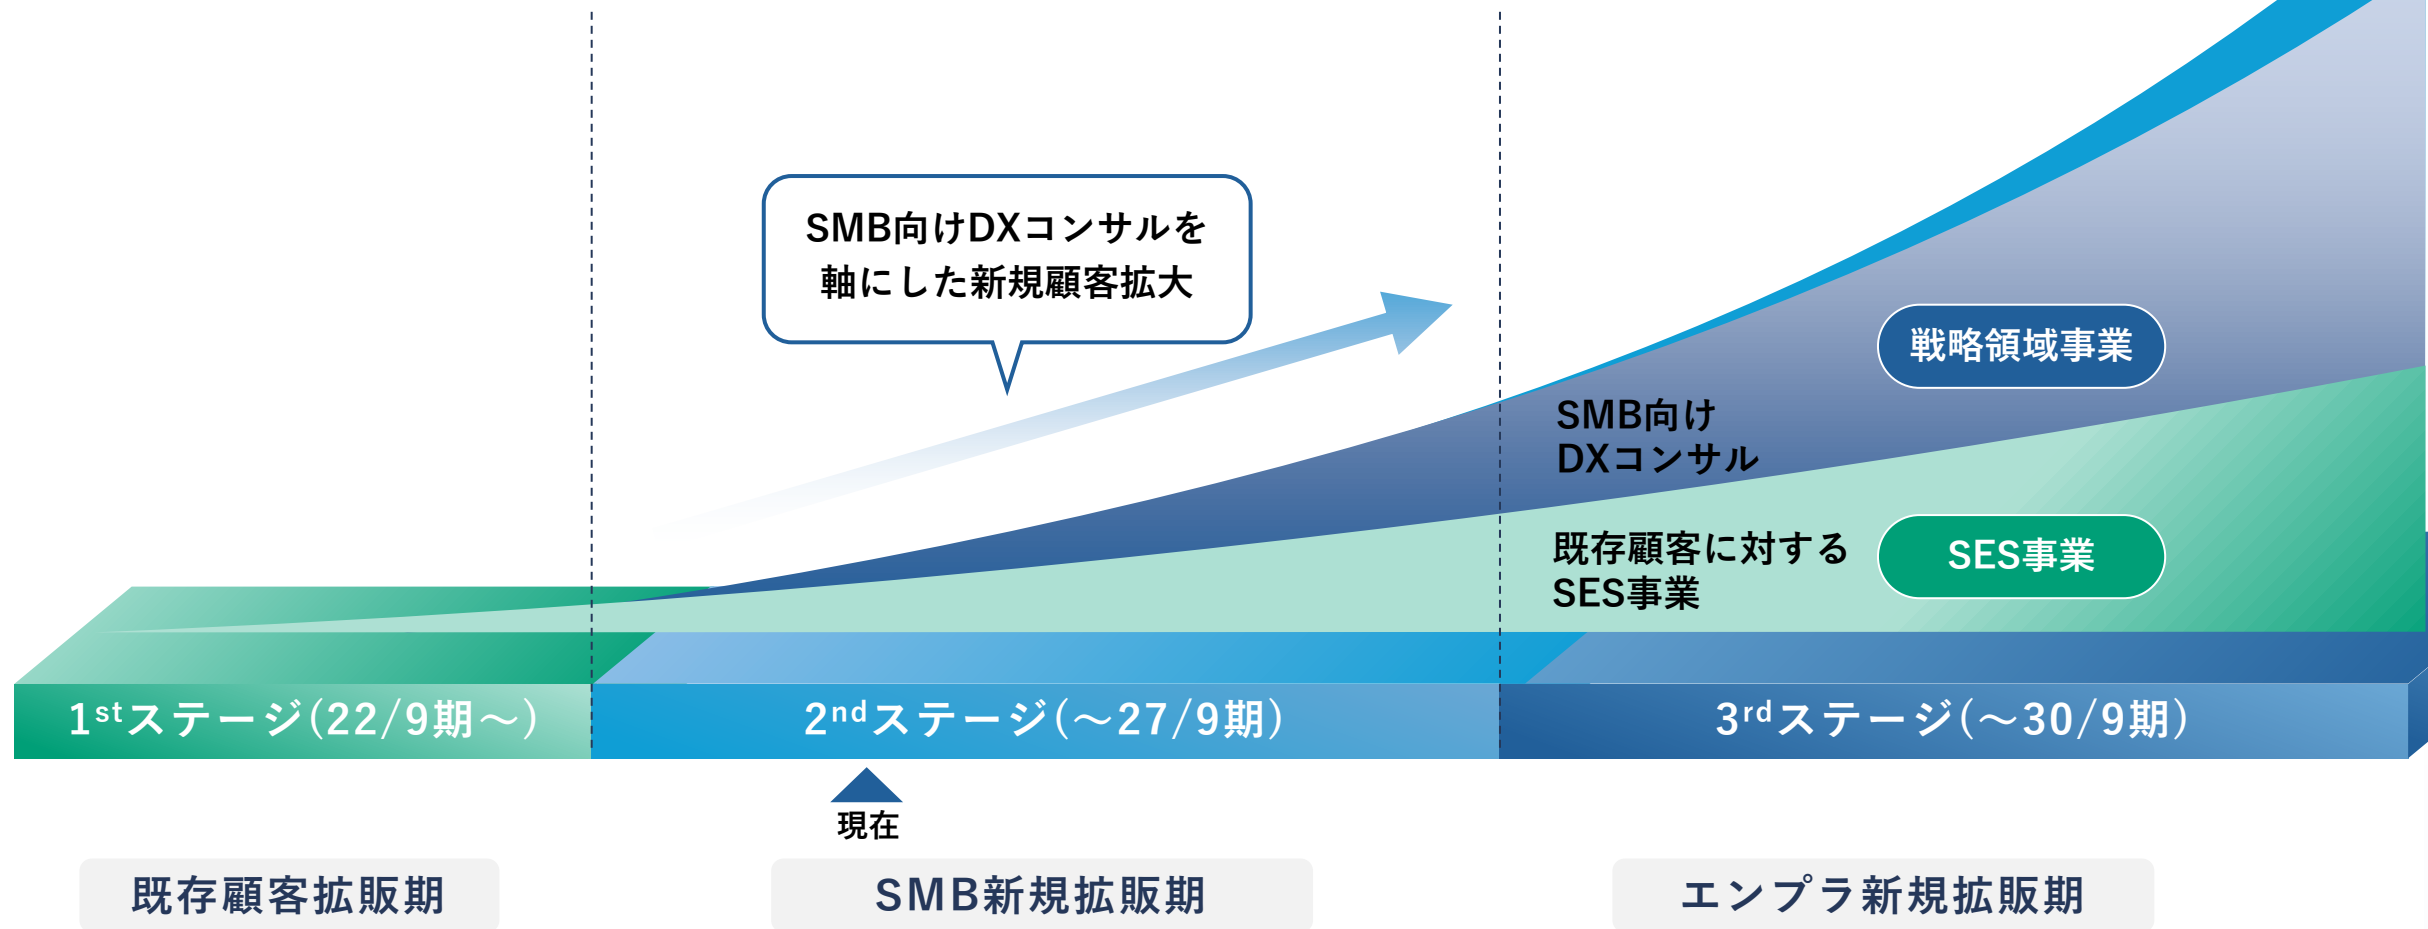 SMB向けDXコンサルを
軸にした新規顧客拡大
戦略領域事業
SMB向け
DXコンサル
既存顧客に対する
SES事業
SES事業
1stステージ(22/9期～)
2ndステージ(～27/9期)
3rdステージ(～30/9期)
現在
既存顧客拡販期
SMB新規拡販期
エンプラ新規拡販期